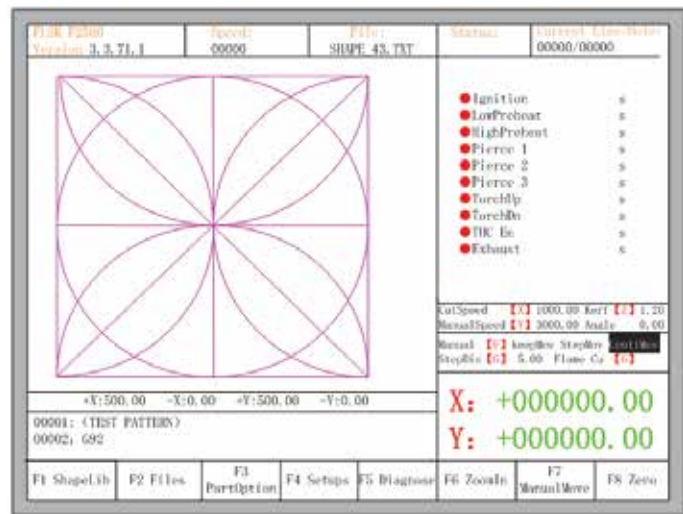 FLSK F2500 Speed: File: Status: Current Line/Hole:
Version 3.3.71.1 00000 SHAPE 43.TXT 00000/00000
Ignition s
LowPreheat s
HighPreheat s
Pierce 1 s
Pierce 2 s
Pierce 3 s
TorchUp s
TorchDn s
THC En s
Exhaust s
CutSpeed 【X】 1000.00 Kerf 【Z】 1.20
ManualSpeed 【Y】 3000.00 Angle 0.00
Manual StepMov ContiMov
StepDis 【G】 5.00 Flame Cu 【G】
+X:500.00 -X:0.00 +Y:500.00 -Y:0.00
00001: (TEST PATTERN)
00002: G92
X: +000000.00
Y: +000000.00
F1 ShapeLib F2 Files F3 PartOption F4 Setups F5 Diagnose F6 ZoomIn F7 ManualMove F8 Zero